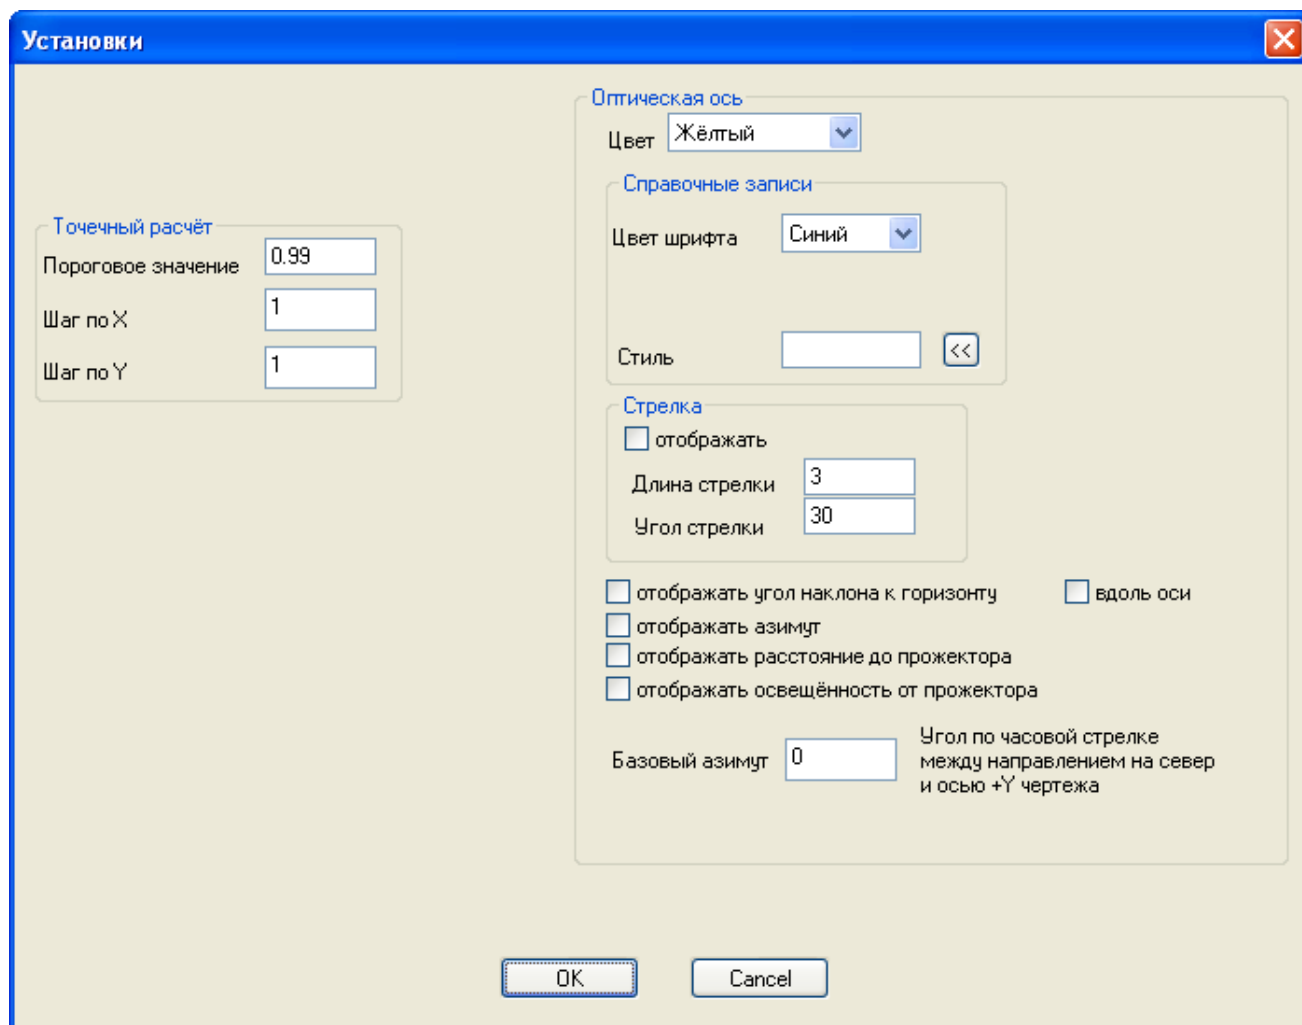 Установки
Точечный расчёт
Пороговое значение 0.99
Шаг по X 1
Шаг по Y 1
Оптическая ось
Цвет Жёлтый
Справочные записи
Цвет шрифта Синий
Стиль <<
Стрелка
отображать
Длина стрелки 3
Угол стрелки 30
отображать угол наклона к горизонту вдоль оси
отображать азимут
отображать расстояние до прожектора
отображать освещённость от прожектора
Базовый азимут 0
Угол по часовой стрелке
между направлением на север
и осью +Y чертежа
OK Cancel